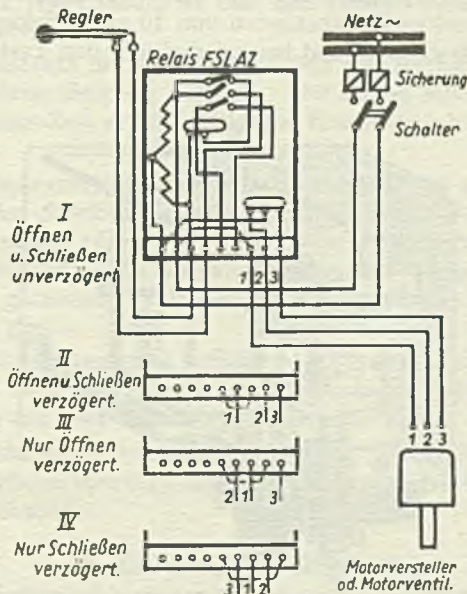 Regler
Netz~
Relais FSLAZ
Sicherung
Schalter
I
Öffnen
u. Schließen
unverzögert
1 2 3
II
Öffnen u. Schließen
verzögert.
1 2 3
III
Nur Öffnen
verzögert.
2 1 3
1 2 3
IV
Nur Schließen
verzögert.
3 1 2
Motorversteller
od. Motorventil.